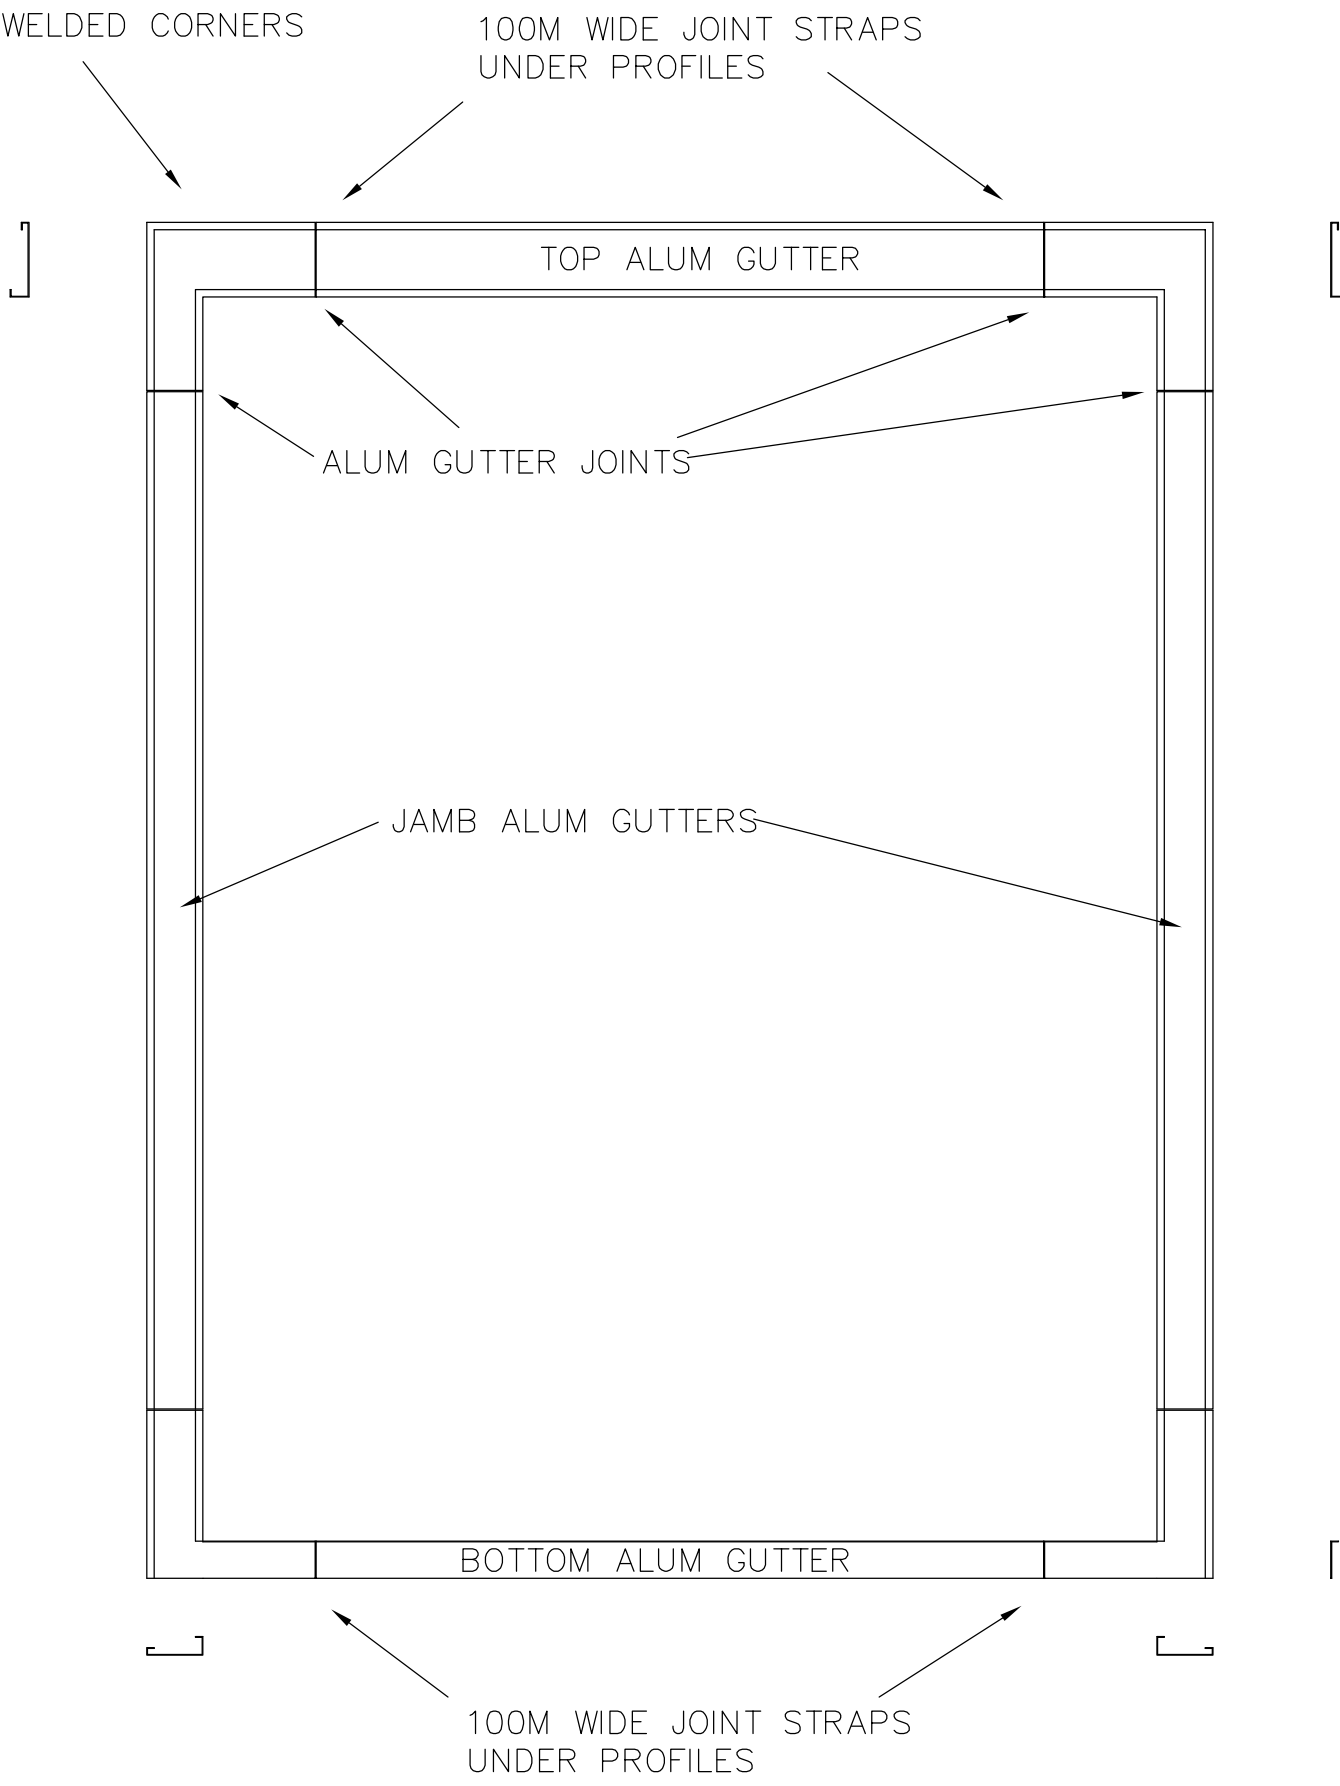 WELDED CORNERS
100M WIDE JOINT STRAPS
UNDER PROFILES
TOP ALUM GUTTER
ALUM GUTTER JOINTS
JAMB ALUM GUTTERS
BOTTOM ALUM GUTTER
100M WIDE JOINT STRAPS
UNDER PROFILES